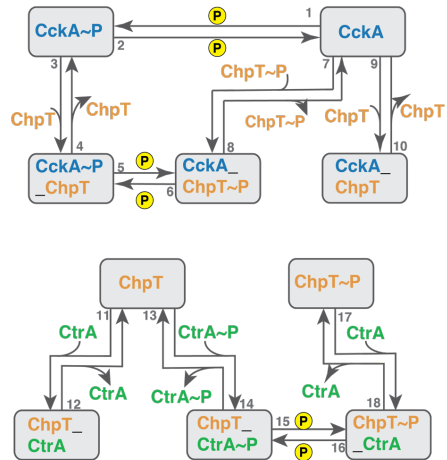 P 1
CckA~P CckA
2 P
3 4 7 8 9 10
ChpT ChpT ChpT~P ChpT~P ChpT ChpT
CckA~P
_ChpT
5 P
P 6
CckA_
ChpT~P
CckA_
ChpT
ChpT ChpT~P
11 13 17
CtrA CtrA~P CtrA
CtrA CtrA~P CtrA
12 14 18
ChpT_
CtrA
ChpT_
CtrA~P
15 P
P 16
ChpT~P
_CtrA